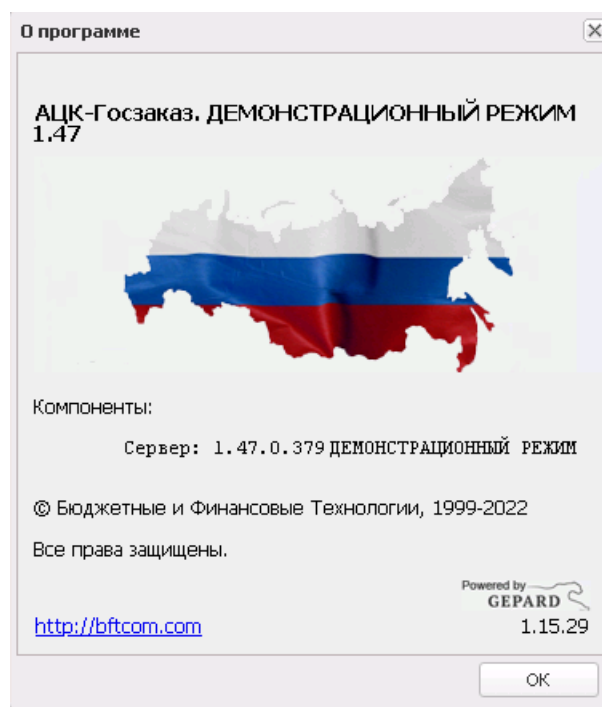 О программе
АЦК-Госзаказ. ДЕМОНСТРАЦИОННЫЙ РЕЖИМ
1.47
Компоненты:
Сервер: 1.47.0.379 ДЕМОНСТРАЦИОННЫЙ РЕЖИМ
© Бюджетные и Финансовые Технологии, 1999-2022
Все права защищены.
Powered by
GEPARD
http://bftcom.com 1.15.29
ОК